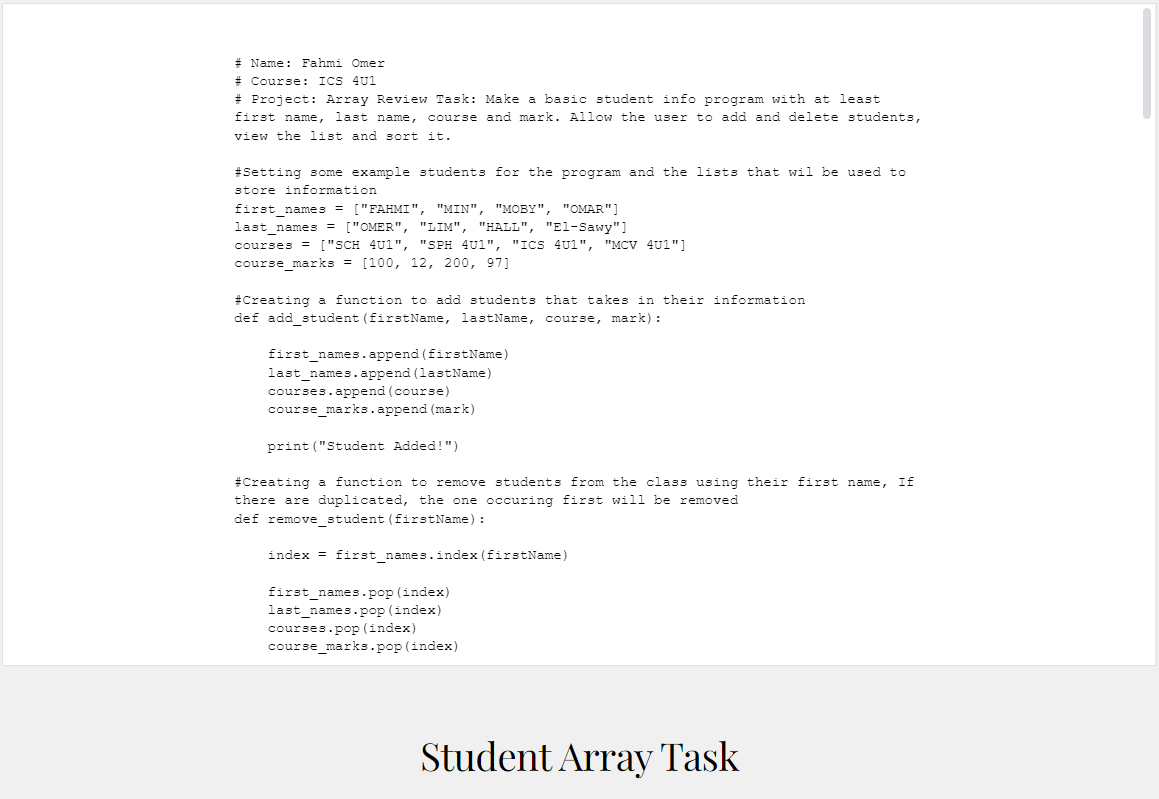 # Name: Fahmi Omer
# Course: ICS 4U1
# Project: Array Review Task: Make a basic student info program with at least
first name, last name, course and mark. Allow the user to add and delete students,
view the list and sort it.
#Setting some example students for the program and the lists that wil be used to
store information
first_names = ["FAHMI", "MIN", "MOBY", "OMAR"]
last_names = ["OMER", "LIM", "HALL", "El-Sawy"]
courses = ["SCH 4U1", "SPH 4U1", "ICS 4U1", "MCV 4U1"]
course_marks = [100, 12, 200, 97]
#Creating a function to add students that takes in their information
def add_student(firstName, lastName, course, mark):
    first_names.append(firstName)
    last_names.append(lastName)
    courses.append(course)
    course_marks.append(mark)
    print("Student Added!")
#Creating a function to remove students from the class using their first name, If
there are duplicated, the one occuring first will be removed
def remove_student(firstName):
    index = first_names.index(firstName)
    first_names.pop(index)
    last_names.pop(index)
    courses.pop(index)
    course_marks.pop(index)
Student Array Task